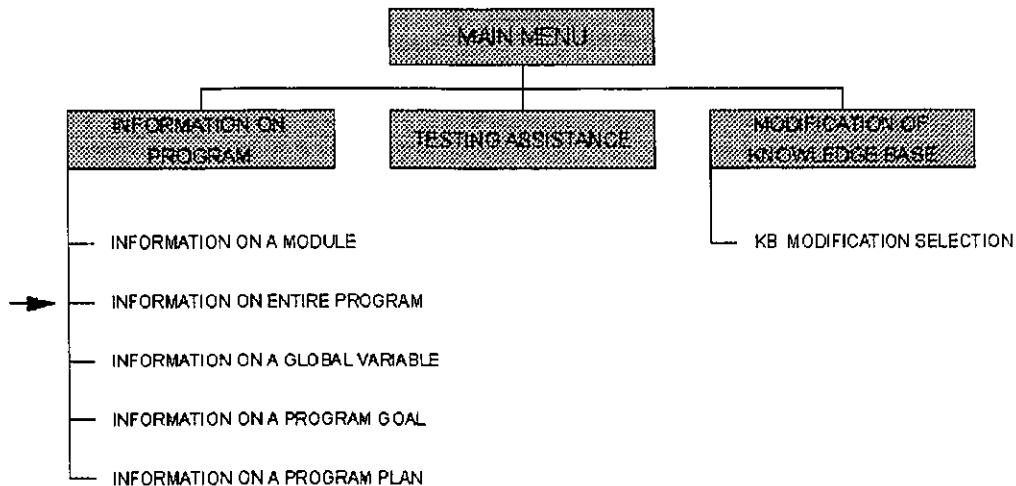 MAIN MENU
INFORMATION ON
PROGRAM
TESTING ASSISTANCE
MODIFICATION OF
KNOWLEDGE BASE
INFORMATION ON A MODULE
INFORMATION ON ENTIRE PROGRAM
INFORMATION ON A GLOBAL VARIABLE
INFORMATION ON A PROGRAM GOAL
INFORMATION ON A PROGRAM PLAN
KB MODIFICATION SELECTION